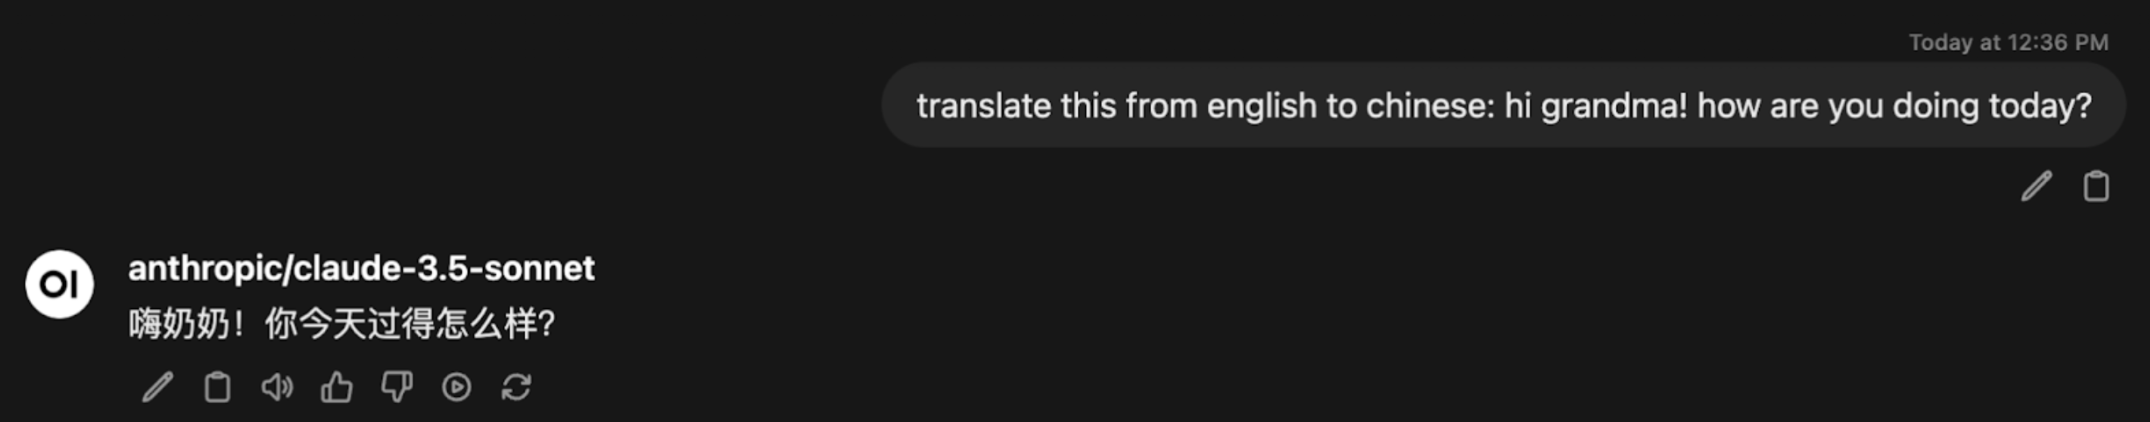 Today at 12:36 PM
translate this from english to chinese: hi grandma! how are you doing today?
OI
anthropic/claude-3.5-sonnet
嗨奶奶！你今天过得怎么样?